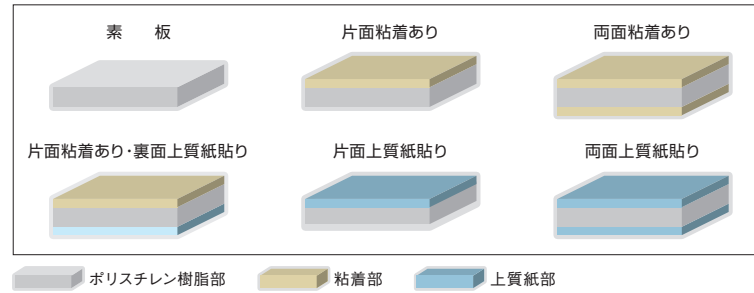 素　板
片面粘着あり
両面粘着あり
片面粘着あり・裏面上質紙貼り
片面上質紙貼り
両面上質紙貼り
ポリスチレン樹脂部
粘着部
上質紙部